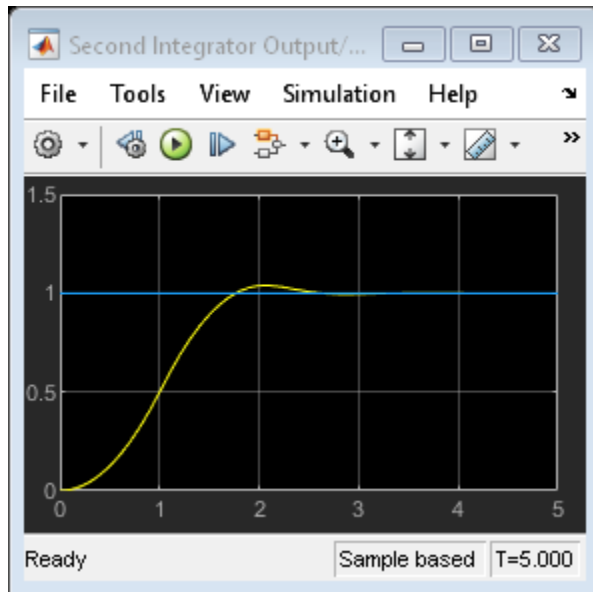 Second Integrator Output/...
File Tools View Simulation Help
1.5
1
0.5
0
0 1 2 3 4 5
Ready Sample based T=5.000